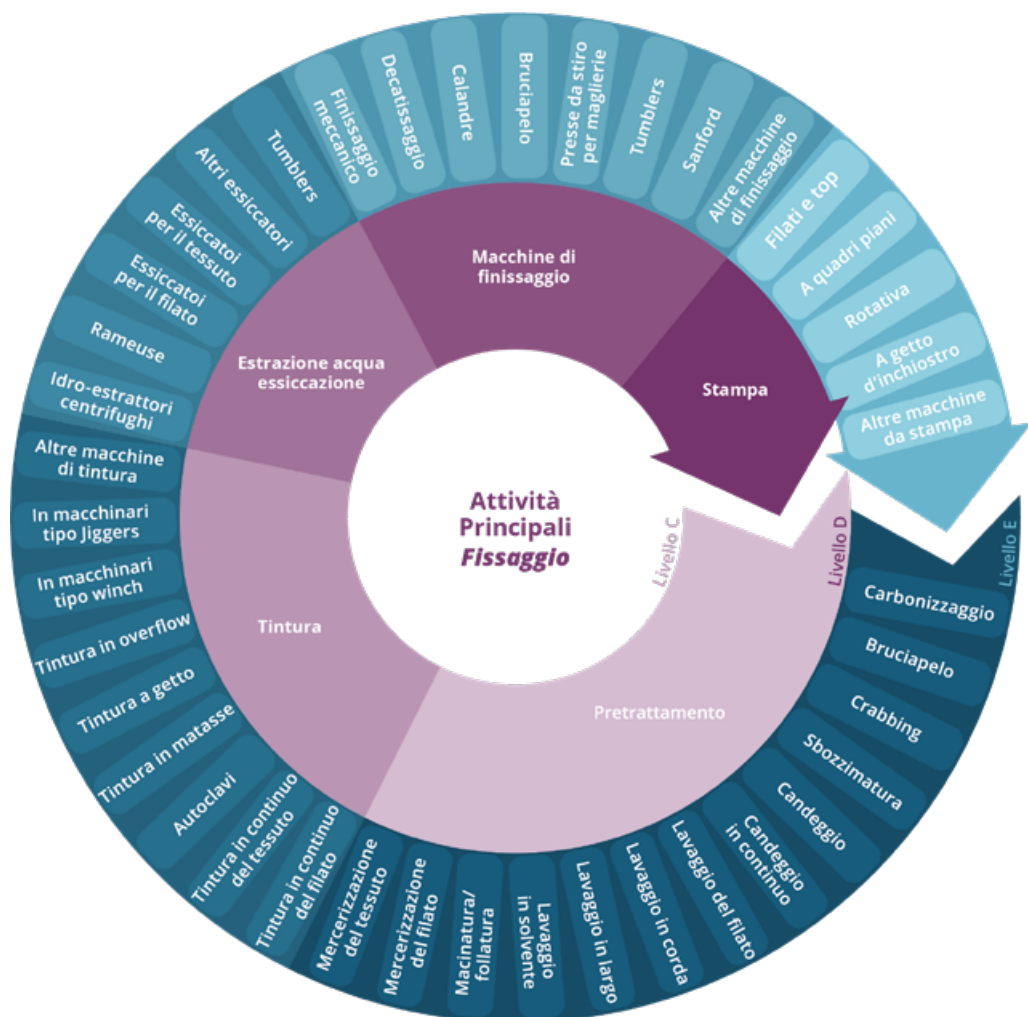 Attività
Principali
Fissaggio
Livello C
Livello D
Livello E
Pretrattamento
Carbonizzaggio
Bruciapelo
Crabbing
Sbozzimatura
Candeggio
Candeggio
in continuo
Lavaggio del filato
Lavaggio in corda
Lavaggio in largo
Lavaggio
in solvente
Macinatura/
follatura
Mercerizzazione
del filato
Mercerizzazione
del tessuto
Tintura
Tintura in continuo
del filato
Tintura in continuo
del tessuto
Autoclavi
Tintura in matasse
Tintura a getto
Tintura in overflow
In macchinari
tipo winch
In macchinari
tipo Jiggers
Altre macchine
di tintura
Estrazione acqua
essiccazione
Idro-estrattori
centrifughi
Rameuse
Essiccatoi
per il filato
Essiccatoi
per il tessuto
Altri essiccatori
Tumblers
Macchine di
finissaggio
Finissaggio
meccanico
Decatissaggio
Calandre
Bruciapelo
Presse da stiro
per maglierie
Tumblers
Sanford
Altre macchine
di finissaggio
Stampa
Filati e top
A quadri piani
Rotativa
A getto
d'inchiostro
Altre macchine
da stampa